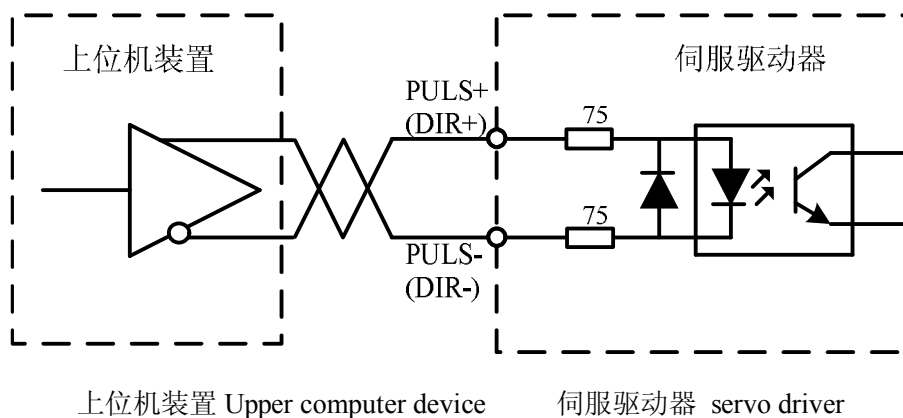 上位机装置
伺服驱动器
PULS+
(DIR+)
75
75
PULS-
(DIR-)
上位机装置 Upper computer device 伺服驱动器 servo driver